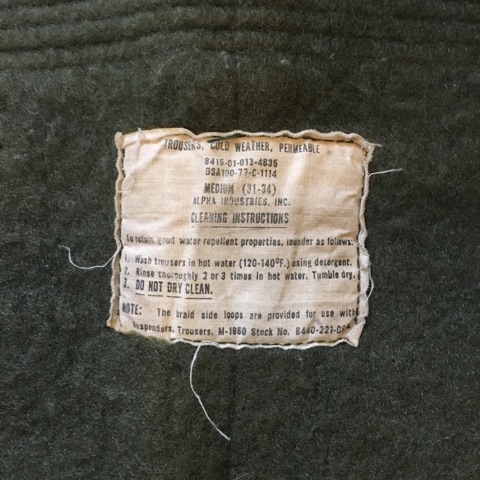 TROUSERS, COLD WEATHER, PERMEABLE
8415-01-013-4835
DSA100-77-C-1114
MEDIUM (31-34)
ALPHA INDUSTRIES, INC.
CLEANING INSTRUCTIONS
To retain good water repellent properties, launder as follows:
1. Wash trousers in hot water (120-140°F.) using detergent.
2. Rinse thoroughly 2 or 3 times in hot water. Tumble dry.
3. DO NOT DRY CLEAN.
NOTE: The braid side loops are provided for use with
Suspenders, Trousers, M-1950 Stock No. 8440-221-